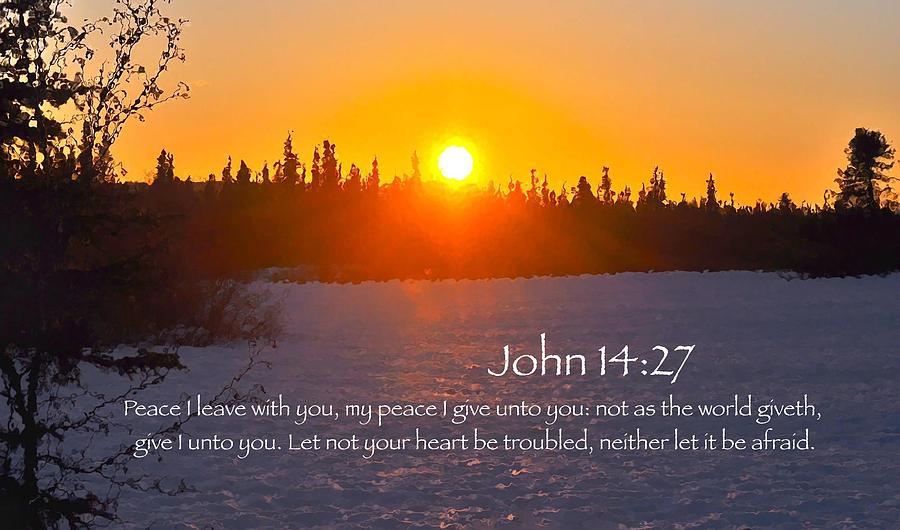 John 14:27
Peace I leave with you, my peace I give unto you: not as the world giveth,
give I unto you. Let not your heart be troubled, neither let it be afraid.